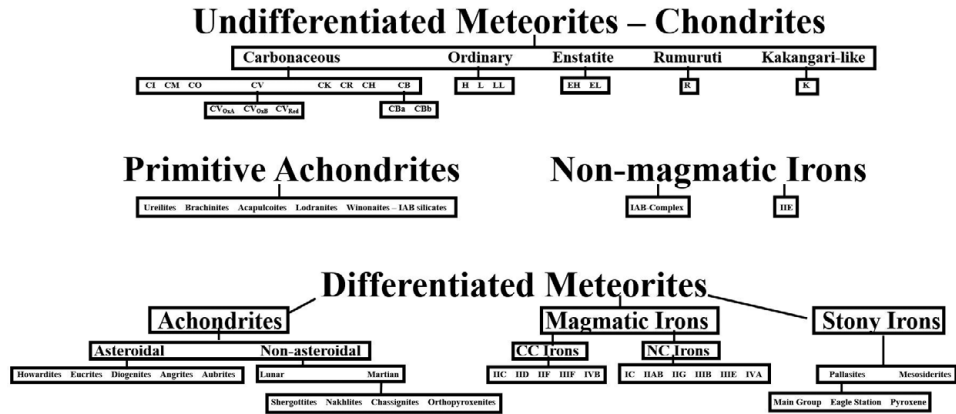 Undifferentiated Meteorites – Chondrites
Carbonaceous Ordinary Enstatite Rumuruti Kakangari-like
CI CM CO CV CK CR CH CB H L LL EH EL R K
CVOxA CVOxB CVRed CBa CBb
Primitive Achondrites Non-magmatic Irons
Ureilites Brachinites Acapulcoites Lodranites Winonaites – IAB silicates IAB-Complex IIE
Differentiated Meteorites
Achondrites Magmatic Irons Stony Irons
Asteroidal Non-asteroidal CC Irons NC Irons
Howardites Eucrites Diogenites Angrites Aubrites Lunar Martian IIC IID IIF IIIF IVB IC IIAB IIG IIIB IIIE IVA Pallasites Mesosiderites
Shergottites Nakhlites Chassignites Orthopyroxenites Main Group Eagle Station Pyroxene